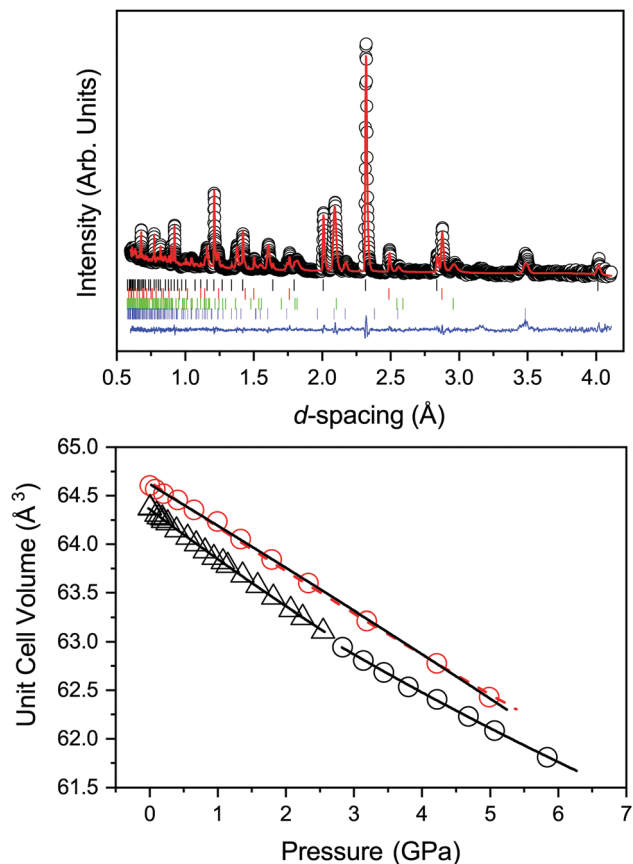 Intensity (Arb. Units)
0.5 1.0 1.5 2.0 2.5 3.0 3.5 4.0
d-spacing (Å)
65.0
64.5
64.0
63.5
63.0
62.5
62.0
61.5
Unit Cell Volume (Å³)
0 1 2 3 4 5 6 7
Pressure (GPa)